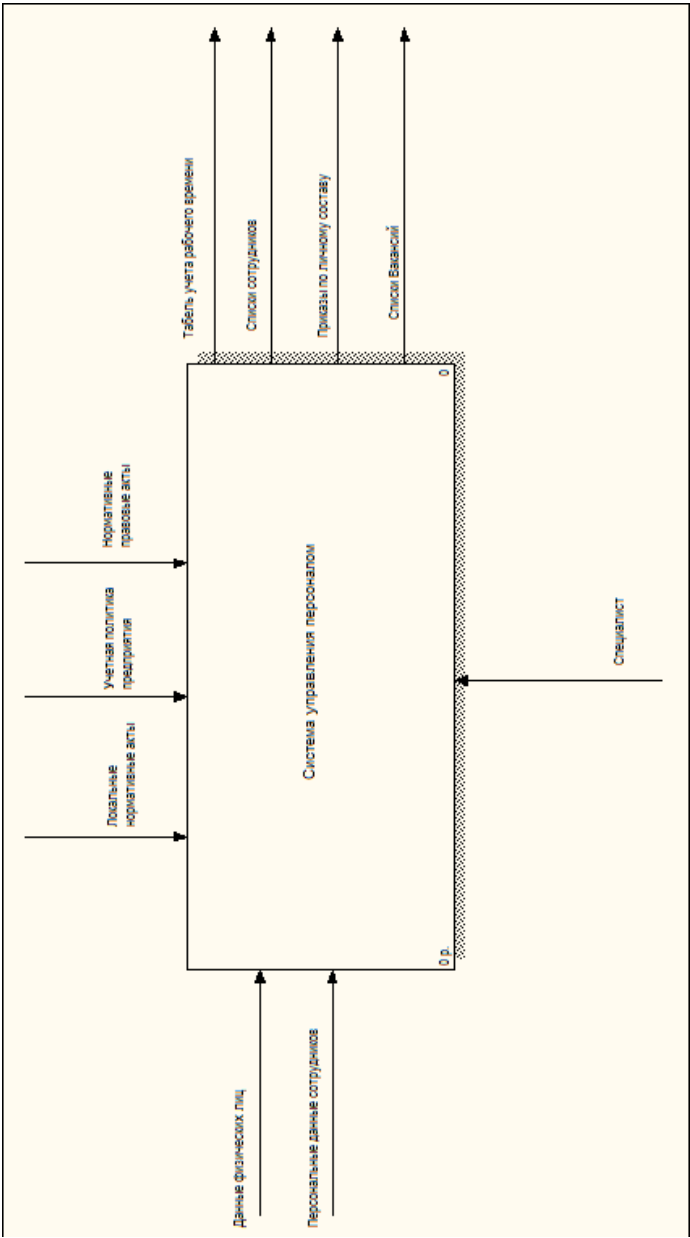 Локальные
нормативные акты
Учетная политика
предприятия
Нормативные
правовые акты
Данные физических лиц
Персональные данные сотрудников
Система управления персоналом
0 р.
0
Табель учета рабочего времени
Списки сотрудников
Приказы по личному составу
Списки Вакансий
Специалист